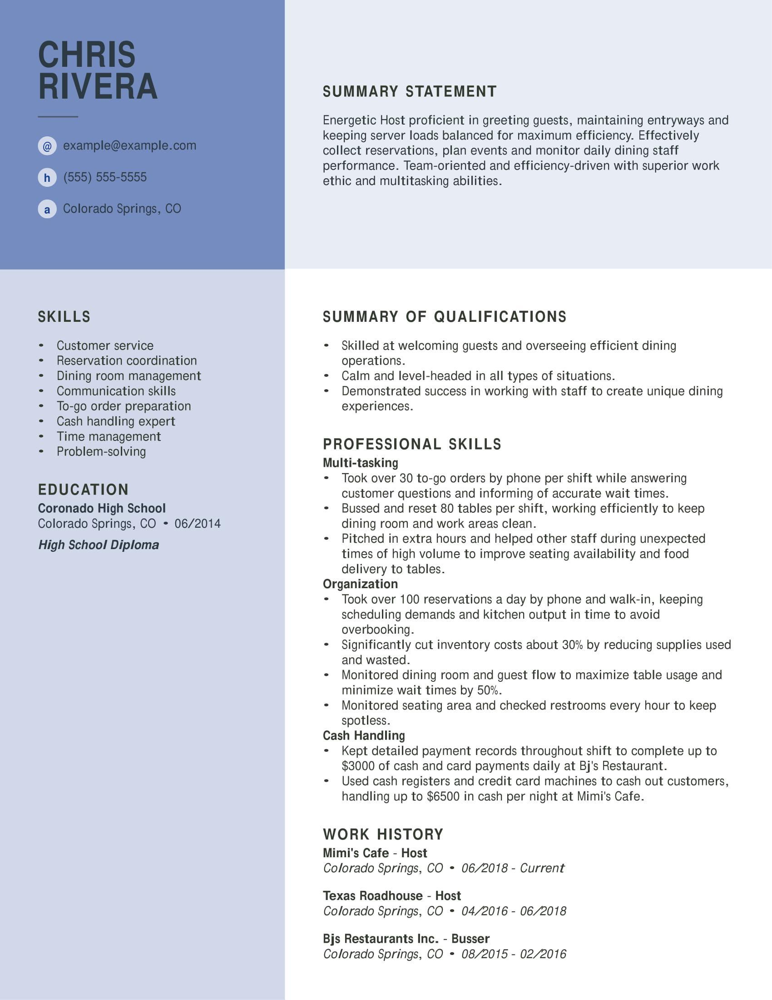 CHRIS
RIVERA
@ example@example.com
h (555) 555-5555
a Colorado Springs, CO
SUMMARY STATEMENT
Energetic Host proficient in greeting guests, maintaining entryways and
keeping server loads balanced for maximum efficiency. Effectively
collect reservations, plan events and monitor daily dining staff
performance. Team-oriented and efficiency-driven with superior work
ethic and multitasking abilities.
SKILLS
• Customer service
• Reservation coordination
• Dining room management
• Communication skills
• To-go order preparation
• Cash handling expert
• Time management
• Problem-solving
EDUCATION
Coronado High School
Colorado Springs, CO • 06/2014
High School Diploma
SUMMARY OF QUALIFICATIONS
• Skilled at welcoming guests and overseeing efficient dining
operations.
• Calm and level-headed in all types of situations.
• Demonstrated success in working with staff to create unique dining
experiences.
PROFESSIONAL SKILLS
Multi-tasking
• Took over 30 to-go orders by phone per shift while answering
customer questions and informing of accurate wait times.
• Bussed and reset 80 tables per shift, working efficiently to keep
dining room and work areas clean.
• Pitched in extra hours and helped other staff during unexpected
times of high volume to improve seating availability and food
delivery to tables.
Organization
• Took over 100 reservations a day by phone and walk-in, keeping
scheduling demands and kitchen output in time to avoid
overbooking.
• Significantly cut inventory costs about 30% by reducing supplies used
and wasted.
• Monitored dining room and guest flow to maximize table usage and
minimize wait times by 50%.
• Monitored seating area and checked restrooms every hour to keep
spotless.
Cash Handling
• Kept detailed payment records throughout shift to complete up to
$3000 of cash and card payments daily at Bj's Restaurant.
• Used cash registers and credit card machines to cash out customers,
handling up to $6500 in cash per night at Mimi's Cafe.
WORK HISTORY
Mimi's Cafe - Host
Colorado Springs, CO • 06/2018 - Current
Texas Roadhouse - Host
Colorado Springs, CO • 04/2016 - 06/2018
Bjs Restaurants Inc. - Busser
Colorado Springs, CO • 08/2015 - 02/2016